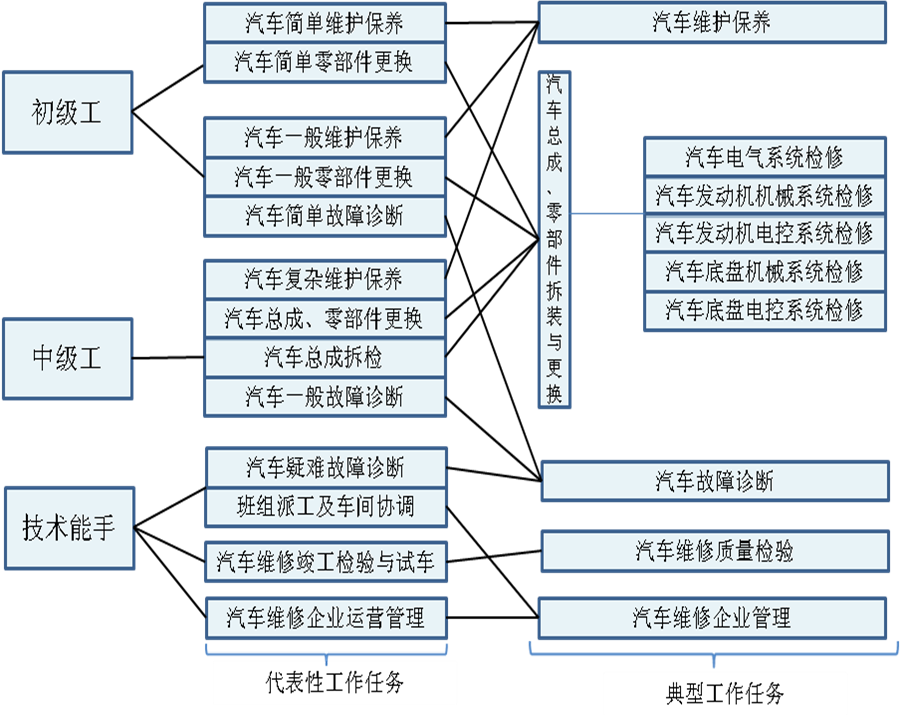 初级工
中级工
技术能手
汽车简单维护保养
汽车简单零部件更换
汽车一般维护保养
汽车一般零部件更换
汽车简单故障诊断
汽车复杂维护保养
汽车总成、零部件更换
汽车总成拆检
汽车一般故障诊断
汽车疑难故障诊断
班组派工及车间协调
汽车维修竣工检验与试车
汽车维修企业运营管理
代表性工作任务
汽车维护保养
汽车总成、零部件拆装与更换
汽车电气系统检修
汽车发动机机械系统检修
汽车发动机电控系统检修
汽车底盘机械系统检修
汽车底盘电控系统检修
汽车故障诊断
汽车维修质量检验
汽车维修企业管理
典型工作任务